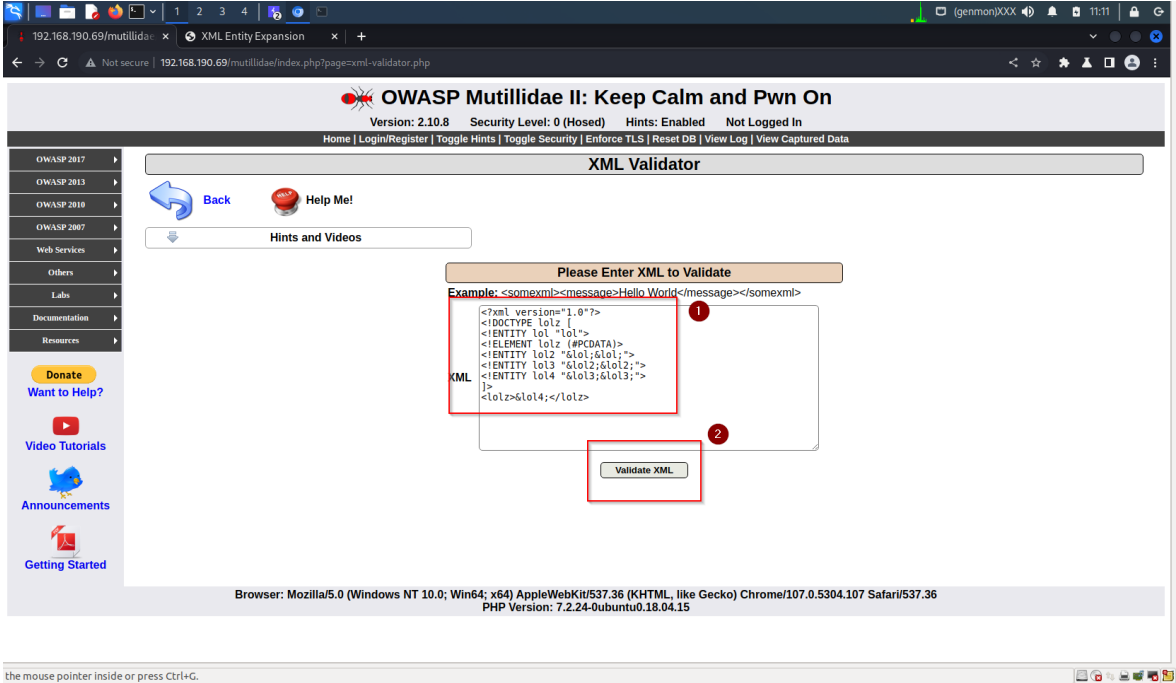 1 2 3 4 (genmon)XXX 11:11
192.168.190.69/mutillidae XML Entity Expansion
Not secure 192.168.190.69/mutillidae/index.php?page=xml-validator.php
OWASP Mutillidae II: Keep Calm and Pwn On
Version: 2.10.8 Security Level: 0 (Hosed) Hints: Enabled Not Logged In
Home | Login/Register | Toggle Hints | Toggle Security | Enforce TLS | Reset DB | View Log | View Captured Data
OWASP 2017
OWASP 2013
OWASP 2010
OWASP 2007
Web Services
Others
Labs
Documentation
Resources
Donate
Want to Help?
Video Tutorials
Announcements
Getting Started
XML Validator
Back HELP Help Me!
Hints and Videos
Please Enter XML to Validate
Example: <somexml><message>Hello World</message></somexml>
XML
<?xml version="1.0"?>
<!DOCTYPE lolz [
<!ENTITY lol "lol">
<!ELEMENT lolz (#PCDATA)>
<!ENTITY lol2 "&lol;&lol;">
<!ENTITY lol3 "&lol2;&lol2;">
<!ENTITY lol4 "&lol3;&lol3;">
]>
<lolz>&lol4;</lolz>
1
2
Validate XML
Browser: Mozilla/5.0 (Windows NT 10.0; Win64; x64) AppleWebKit/537.36 (KHTML, like Gecko) Chrome/107.0.5304.107 Safari/537.36
PHP Version: 7.2.24-0ubuntu0.18.04.15
the mouse pointer inside or press Ctrl+G.